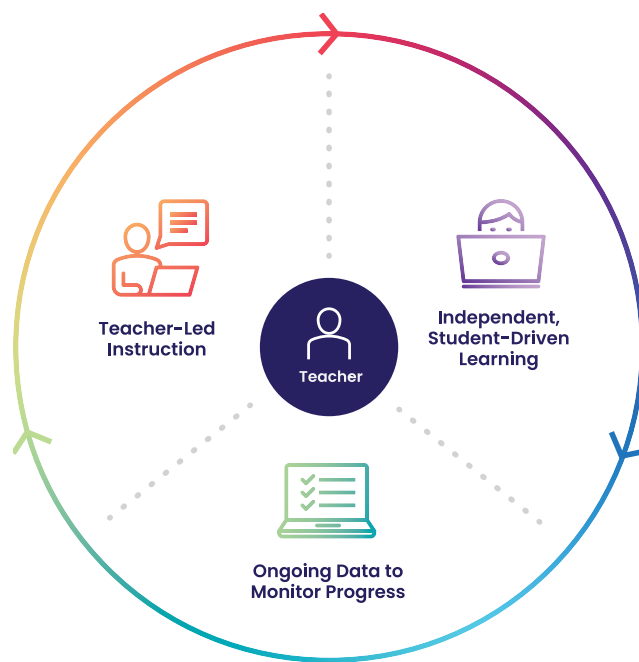 Teacher-Led
Instruction
Teacher
Independent,
Student-Driven
Learning
Ongoing Data to
Monitor Progress